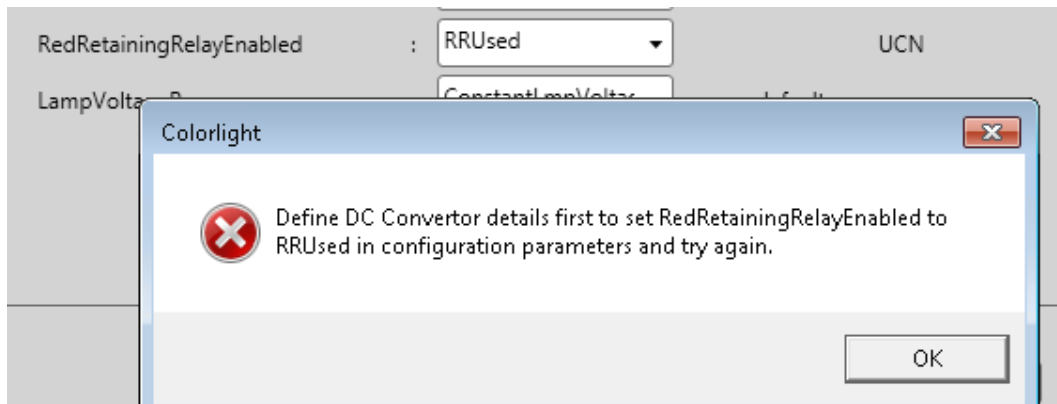 RedRetainingRelayEnabled : RRUsed UCN
Colorlight
Define DC Convertor details first to set RedRetainingRelayEnabled to
RRUsed in configuration parameters and try again.
OK